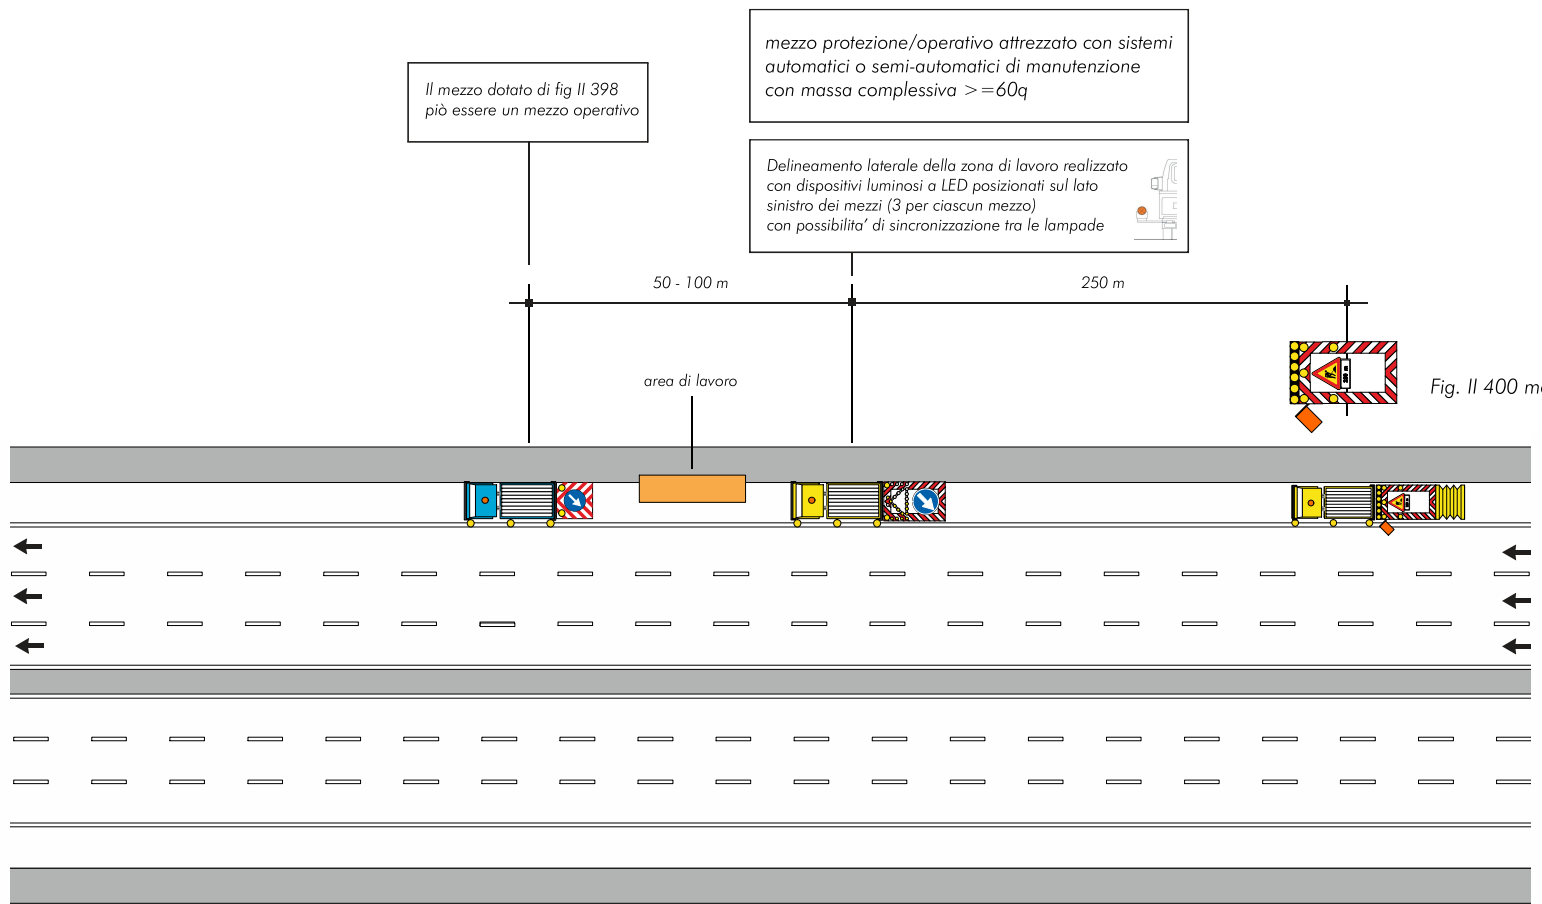 mezzo protezione/operativo attrezzato con sistemi
automatici o semi-automatici di manutenzione
con massa complessiva >=60q
Il mezzo dotato di fig II 398
piò essere un mezzo operativo
Delineamento laterale della zona di lavoro realizzato
con dispositivi luminosi a LED posizionati sul lato
sinistro dei mezzi (3 per ciascun mezzo)
con possibilita' di sincronizzazione tra le lampade
50 - 100 m
250 m
area di lavoro
Fig. II 400